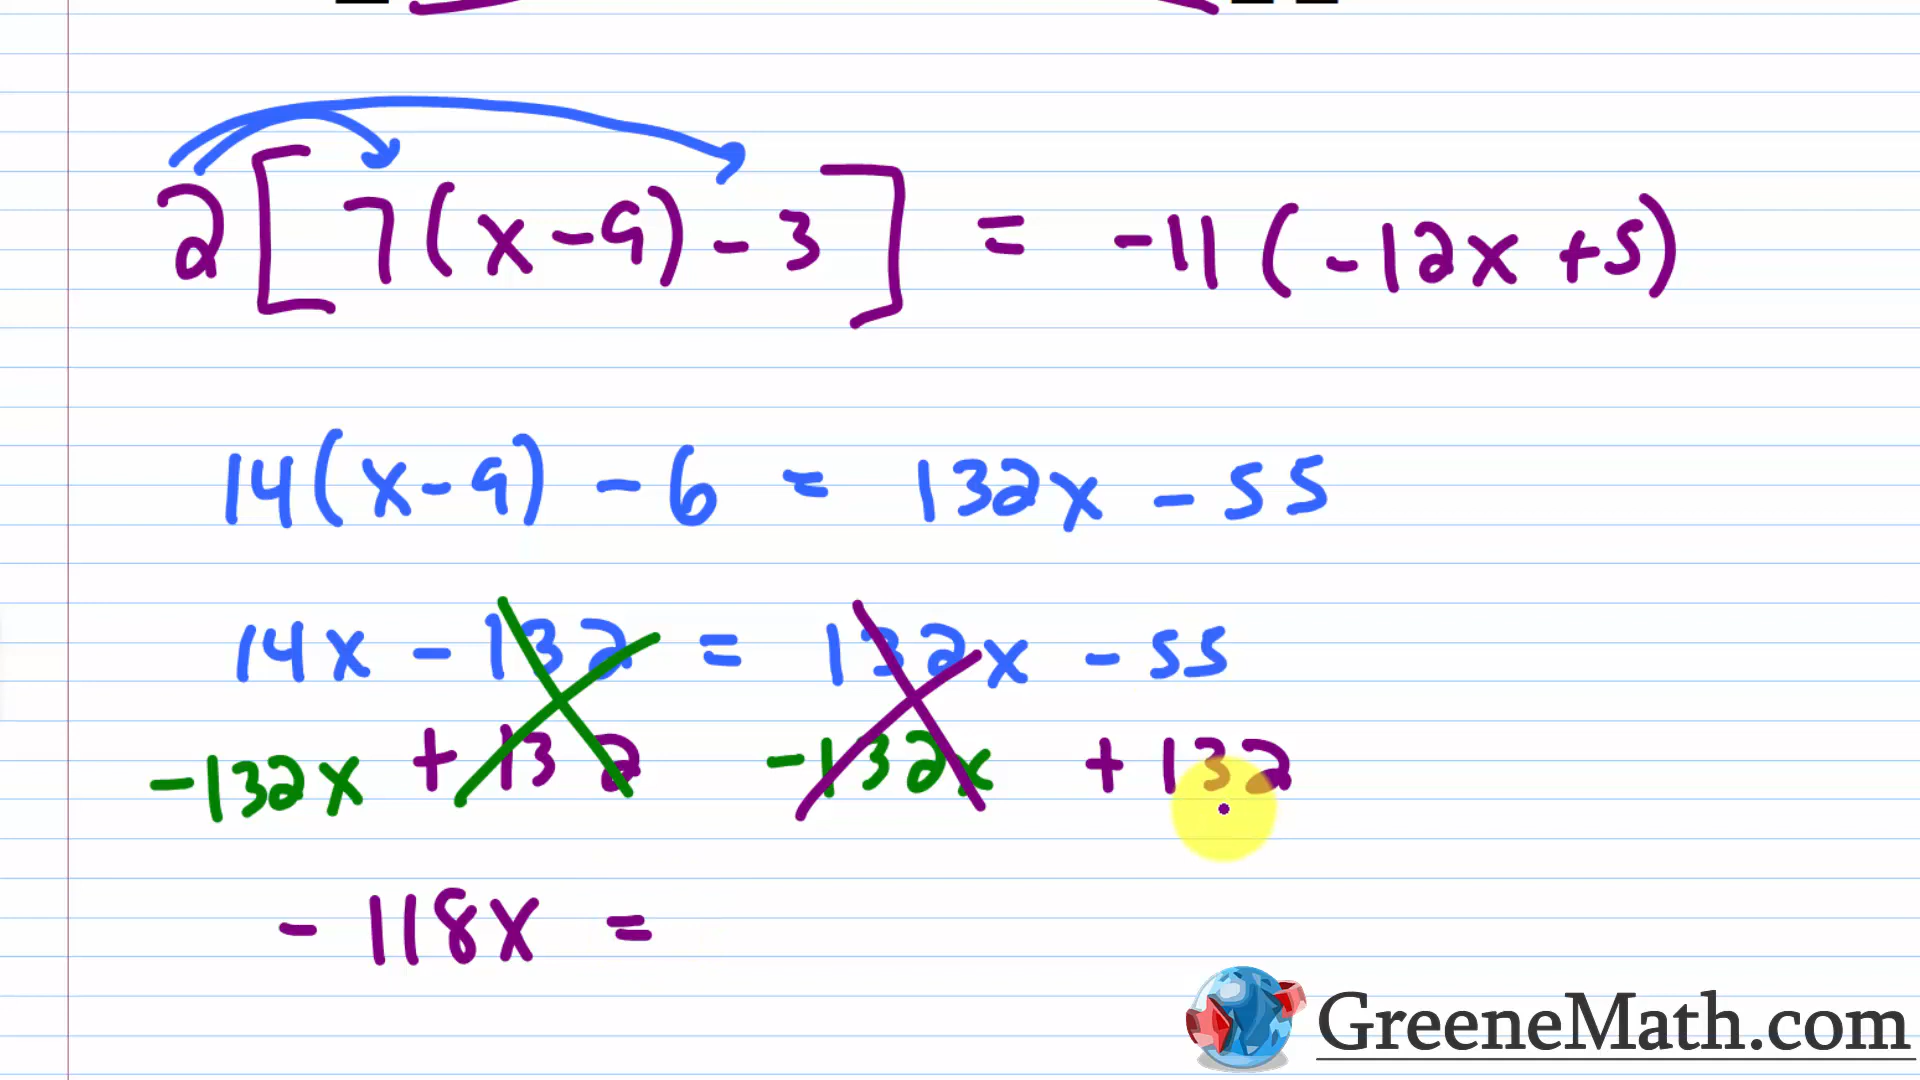 2[7(x-9)-3] = -11(-12x+5)
14(x-9) - 6 = 132x - 55
14x - 132 = 132x - 55
-132x + 132 -132x + 132
-118x =
GreeneMath.com